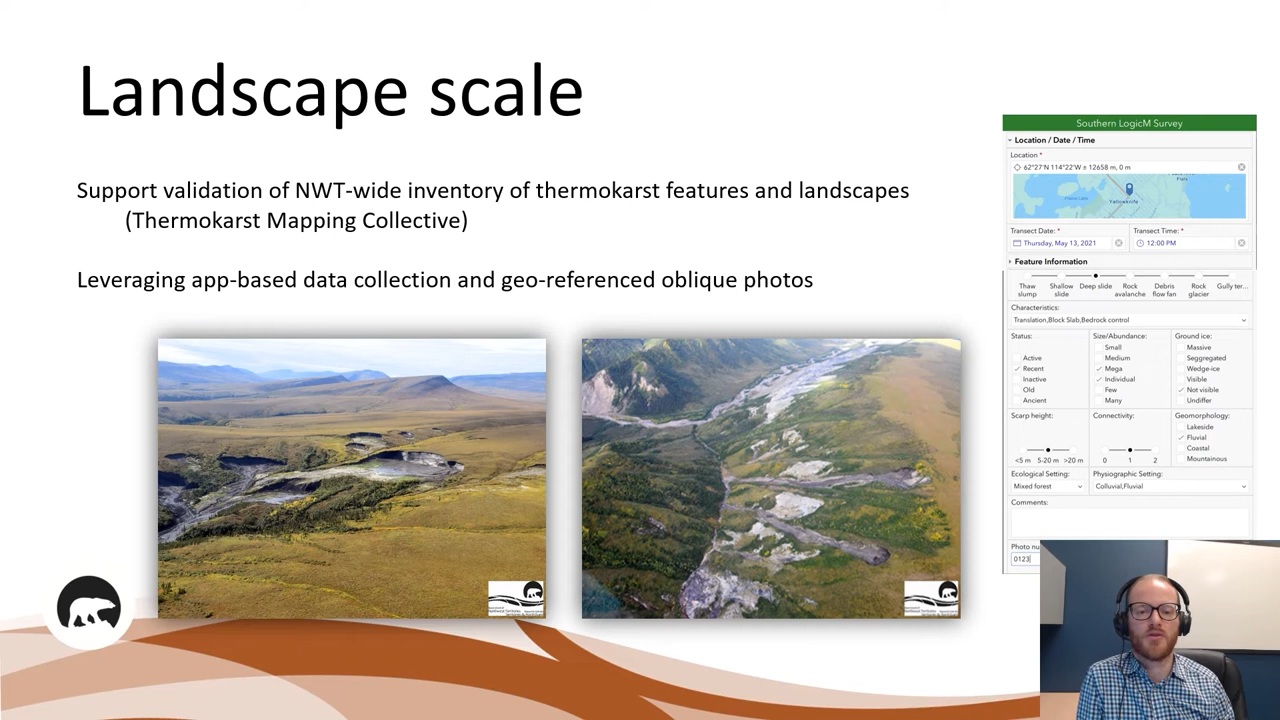 Landscape scale
Support validation of NWT-wide inventory of thermokarst features and landscapes
(Thermokarst Mapping Collective)
Leveraging app-based data collection and geo-referenced oblique photos
Southern LogicM Survey
Location / Date / Time
Location *
62°27'N 114°22'W ± 12658 m, 0 m
Yellowknife
Transect Date: * Transect Time: *
Thursday, May 13, 2021 12:00 PM
Feature Information
Thaw slump Shallow slide Deep slide Rock avalanche Debris flow fan Rock glacier Gully ter...
Characteristics:
Translation,Block Slab,Bedrock control
Status: Size/Abundance: Ground ice:
Small Massive
Active Medium Seggregated
Recent Mega Wedge-ice
Inactive Individual Visible
Old Few Not visible
Ancient Many Undiffer
Scarp height: Connectivity: Geomorphology:
Lakeside
Fluvial
Coastal
<5 m 5-20 m >20 m 0 1 2 Mountainous
Ecological Setting: Physiographic Setting:
Mixed forest Colluvial,Fluvial
Comments:
Photo nu
0123